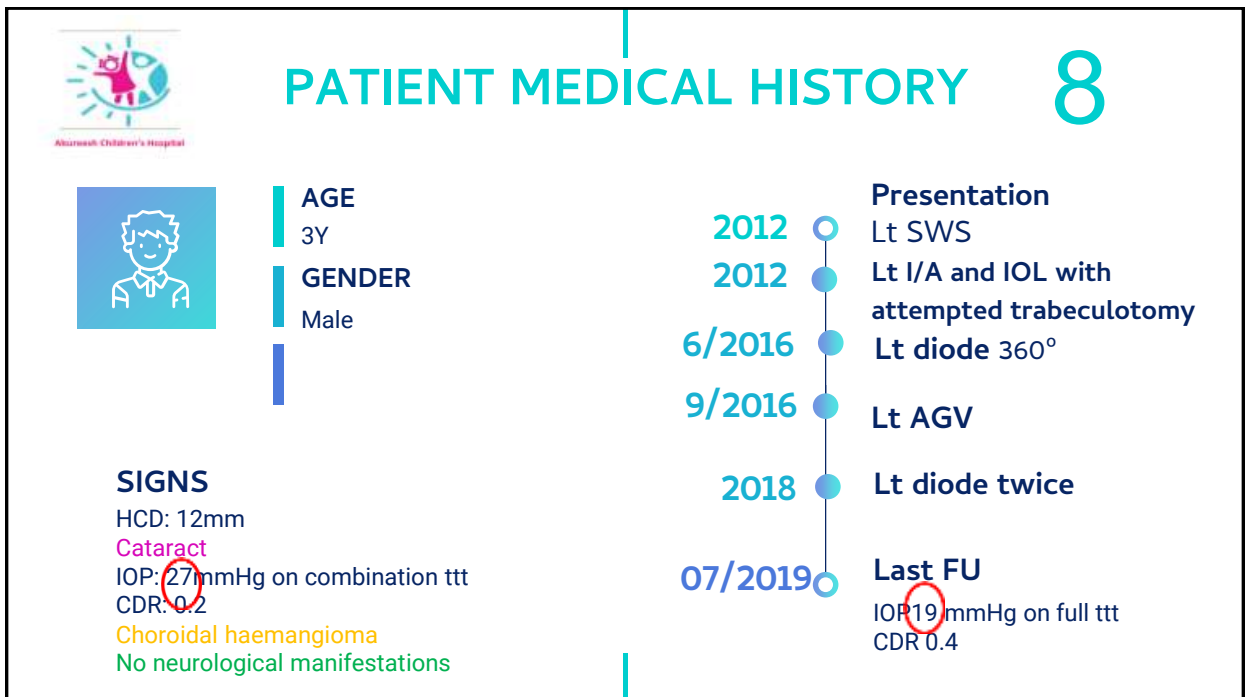 PATIENT MEDICAL HISTORY
8
Alsureesh Children's Hospital
AGE
3Y
GENDER
Male
SIGNS
HCD: 12mm
Cataract
IOP: 27mmHg on combination ttt
CDR: 0.2
Choroidal haemangioma
No neurological manifestations
2012
Presentation
Lt SWS
2012
Lt I/A and IOL with
attempted trabeculotomy
6/2016
Lt diode 360°
9/2016
Lt AGV
2018
Lt diode twice
07/2019
Last FU
IOP19 mmHg on full ttt
CDR 0.4